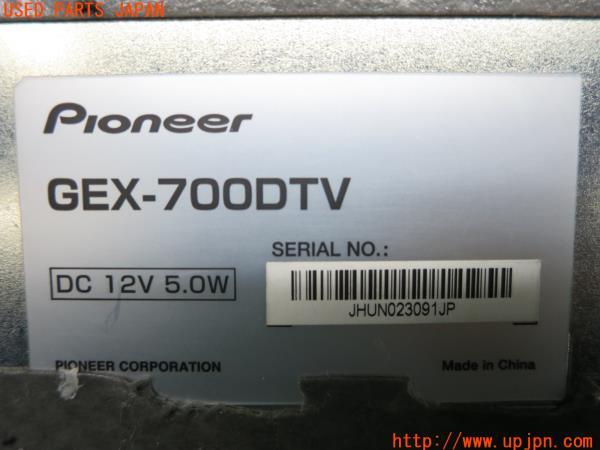 USED PARTS JAPAN
Pioneer
GEX-700DTV
SERIAL NO.:
DC 12V 5.0W
JHUN023091JP
PIONEER CORPORATION
Made in China
http://www.upjpn.com